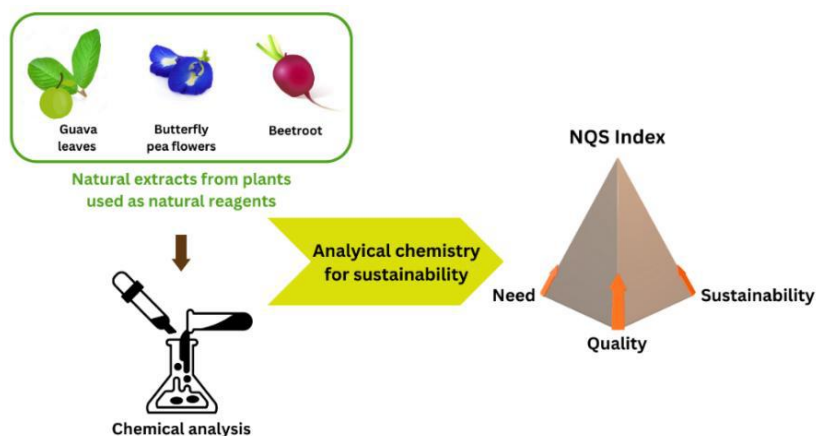 Guava
leaves
Butterfly
pea flowers
Beetroot
Natural extracts from plants
used as natural reagents
Chemical analysis
Analyical chemistry
for sustainability
NQS Index
Need
Quality
Sustainability